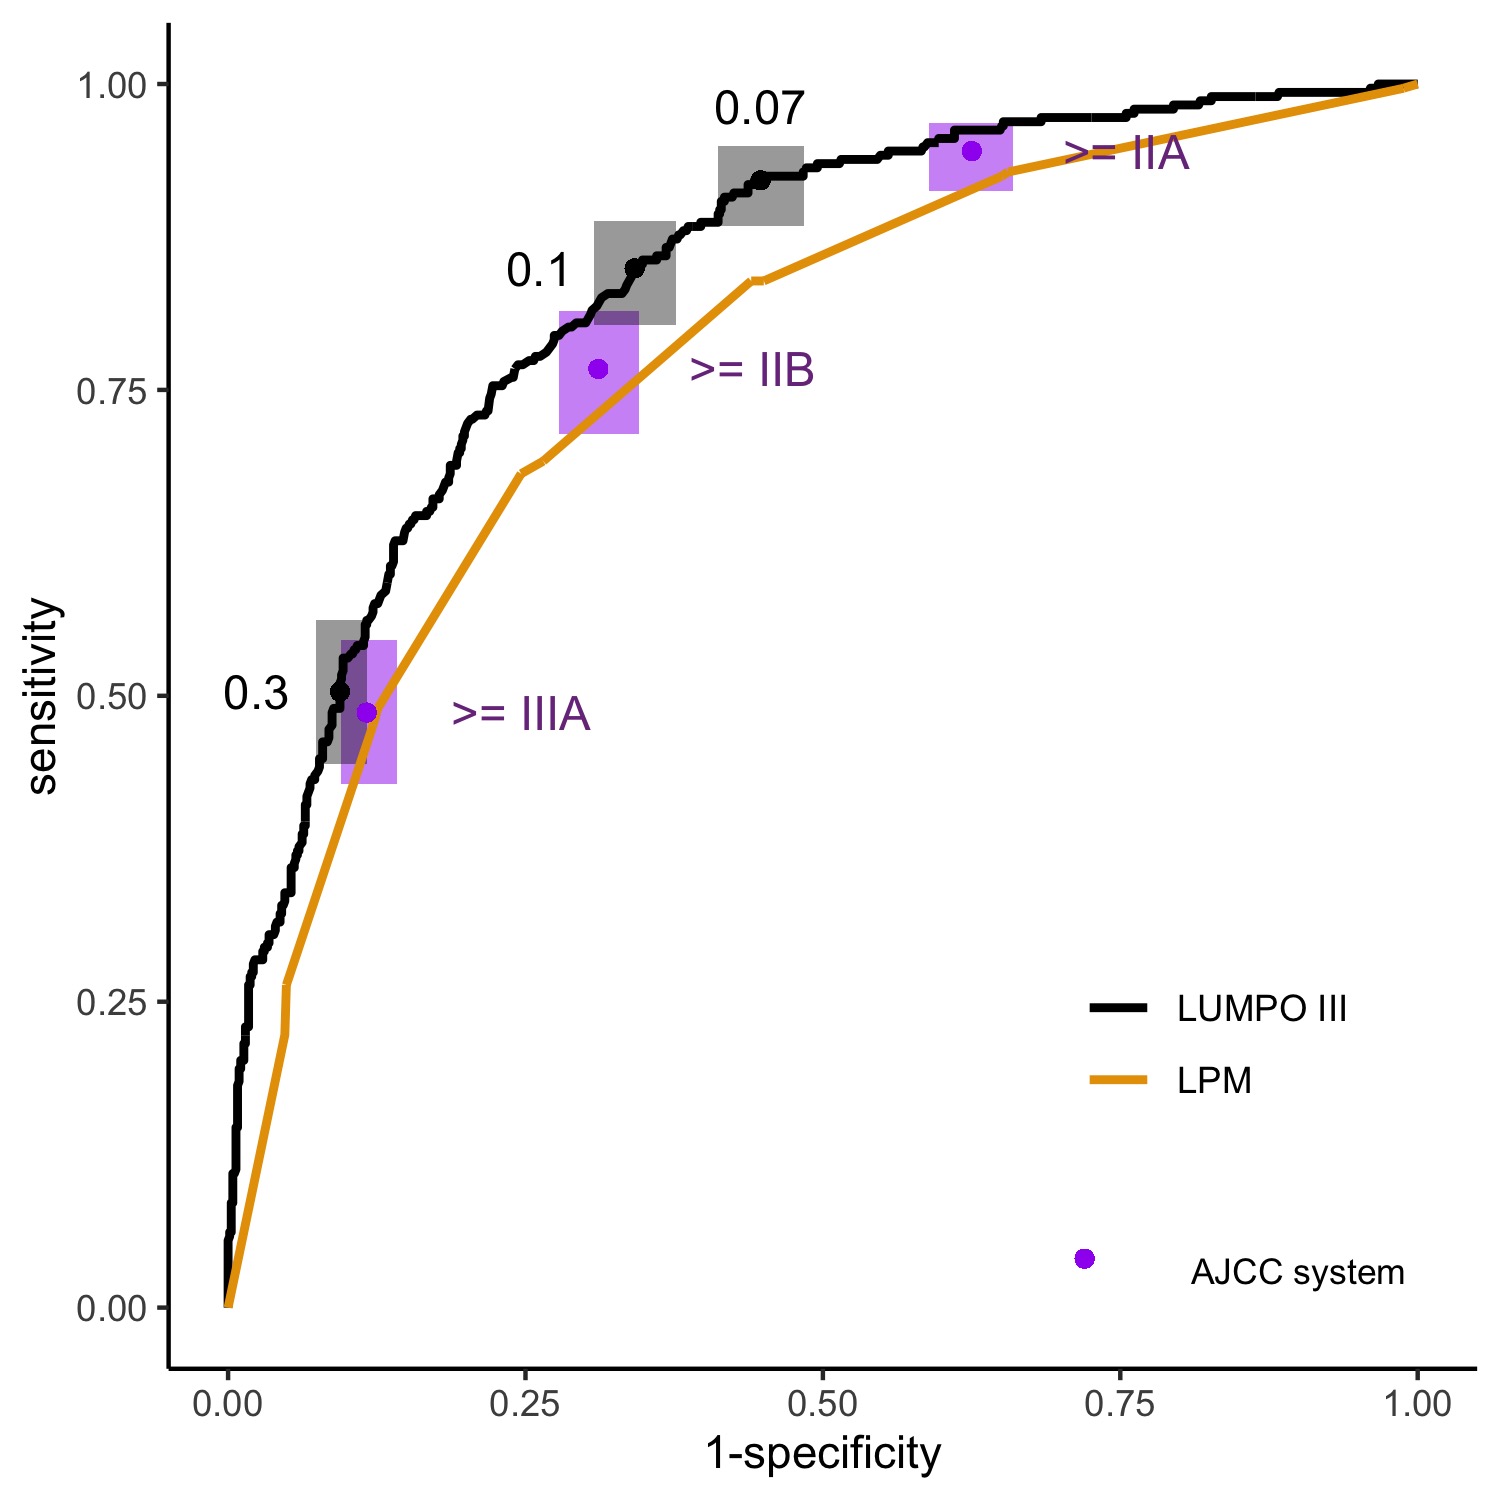 1.00
0.75
0.50
0.25
0.00
sensitivity
0.07
>= IIA
0.1
>= IIB
0.3
>= IIIA
LUMPO III
LPM
AJCC system
0.00
0.25
0.50
0.75
1.00
1-specificity